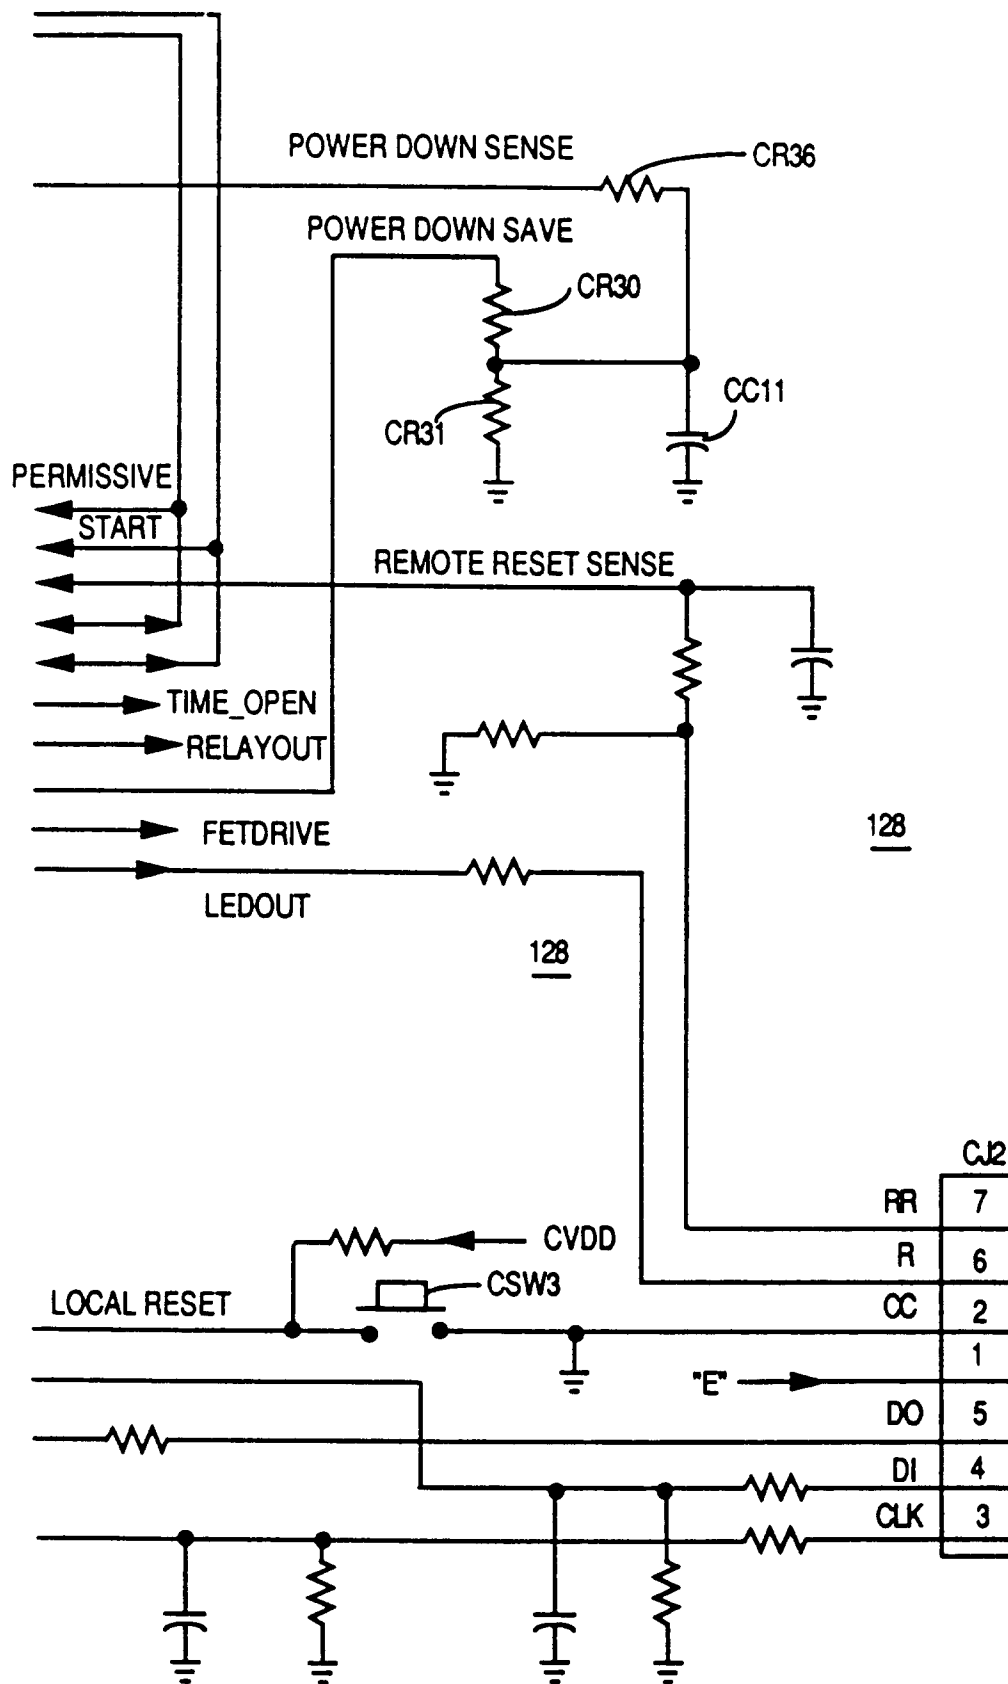 POWER DOWN SENSE
CR36
POWER DOWN SAVE
CR30
CC11
CR31
PERMISSIVE
START
REMOTE RESET SENSE
TIME_OPEN
RELAYOUT
FETDRIVE
128
LEDOUT
128
CJ2
RR 7
R 6
CVDD
CSW3
LOCAL RESET
CC 2
1
"E"
DO 5
DI 4
CLK 3